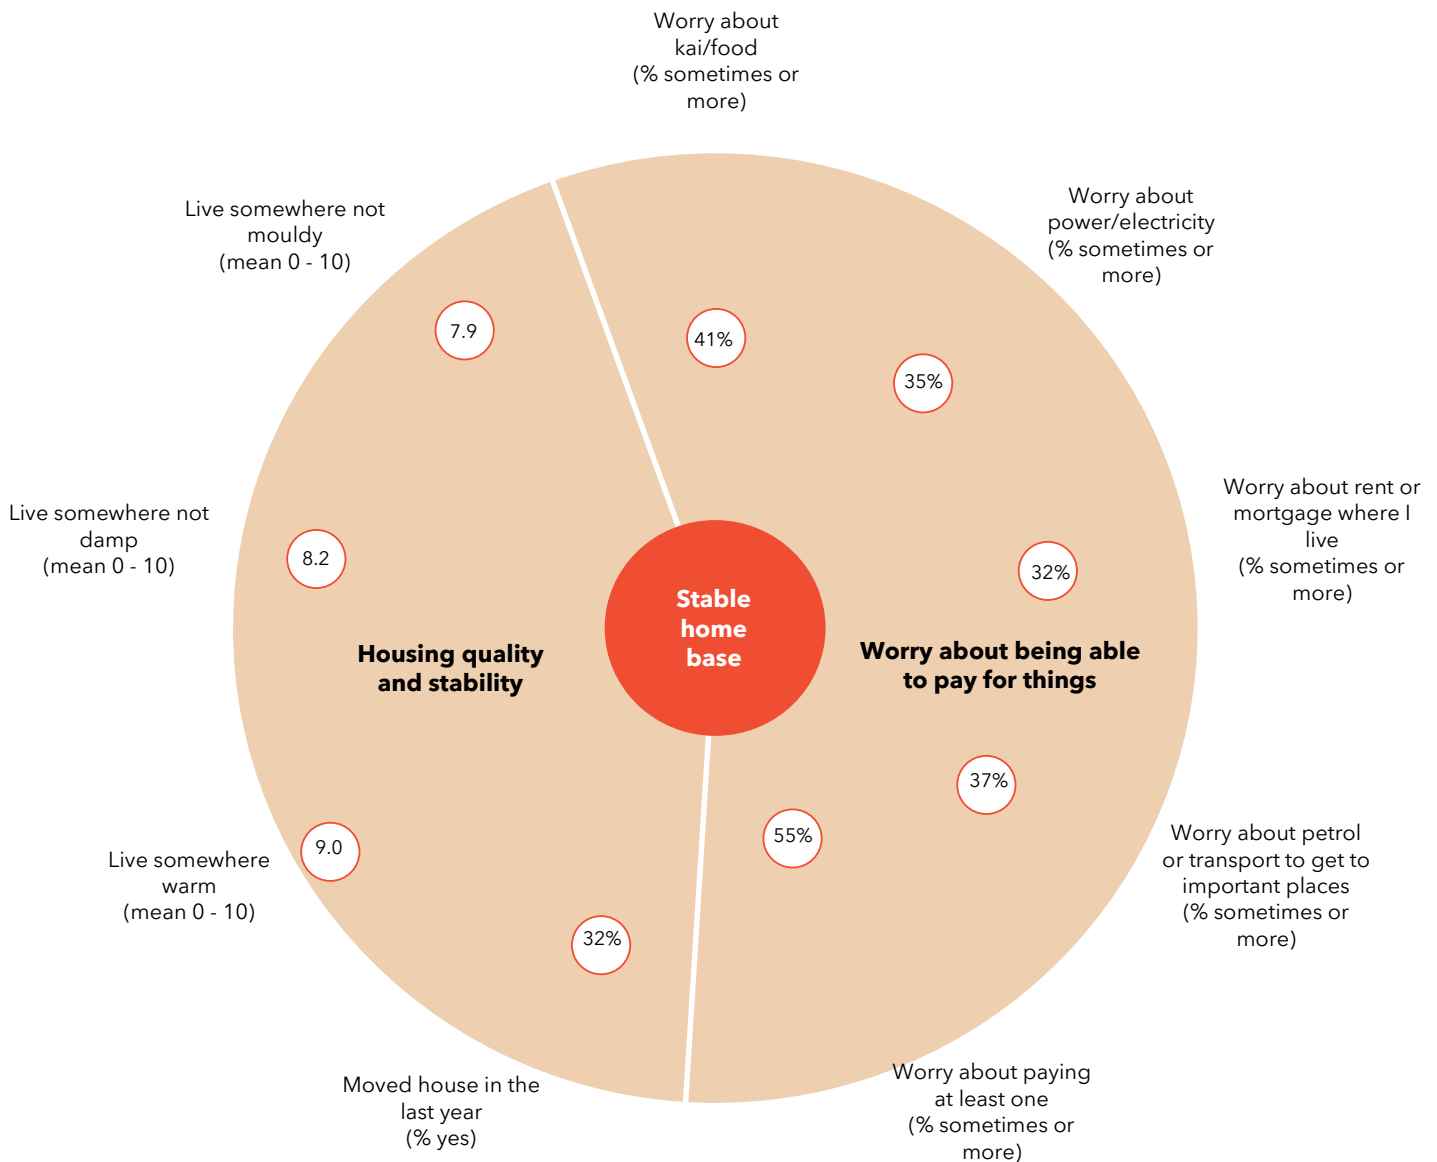 Worry about
kai/food
(% sometimes or
more)
Worry about
power/electricity
(% sometimes or
more)
Worry about rent or
mortgage where I
live
(% sometimes or
more)
Worry about petrol
or transport to get to
important places
(% sometimes or
more)
Worry about paying
at least one
(% sometimes or
more)
Moved house in the
last year
(% yes)
Live somewhere
warm
(mean 0 - 10)
Live somewhere not
damp
(mean 0 - 10)
Live somewhere not
mouldy
(mean 0 - 10)
41%
35%
32%
37%
55%
32%
9.0
8.2
7.9
Stable
home
base
Housing quality
and stability
Worry about being able
to pay for things